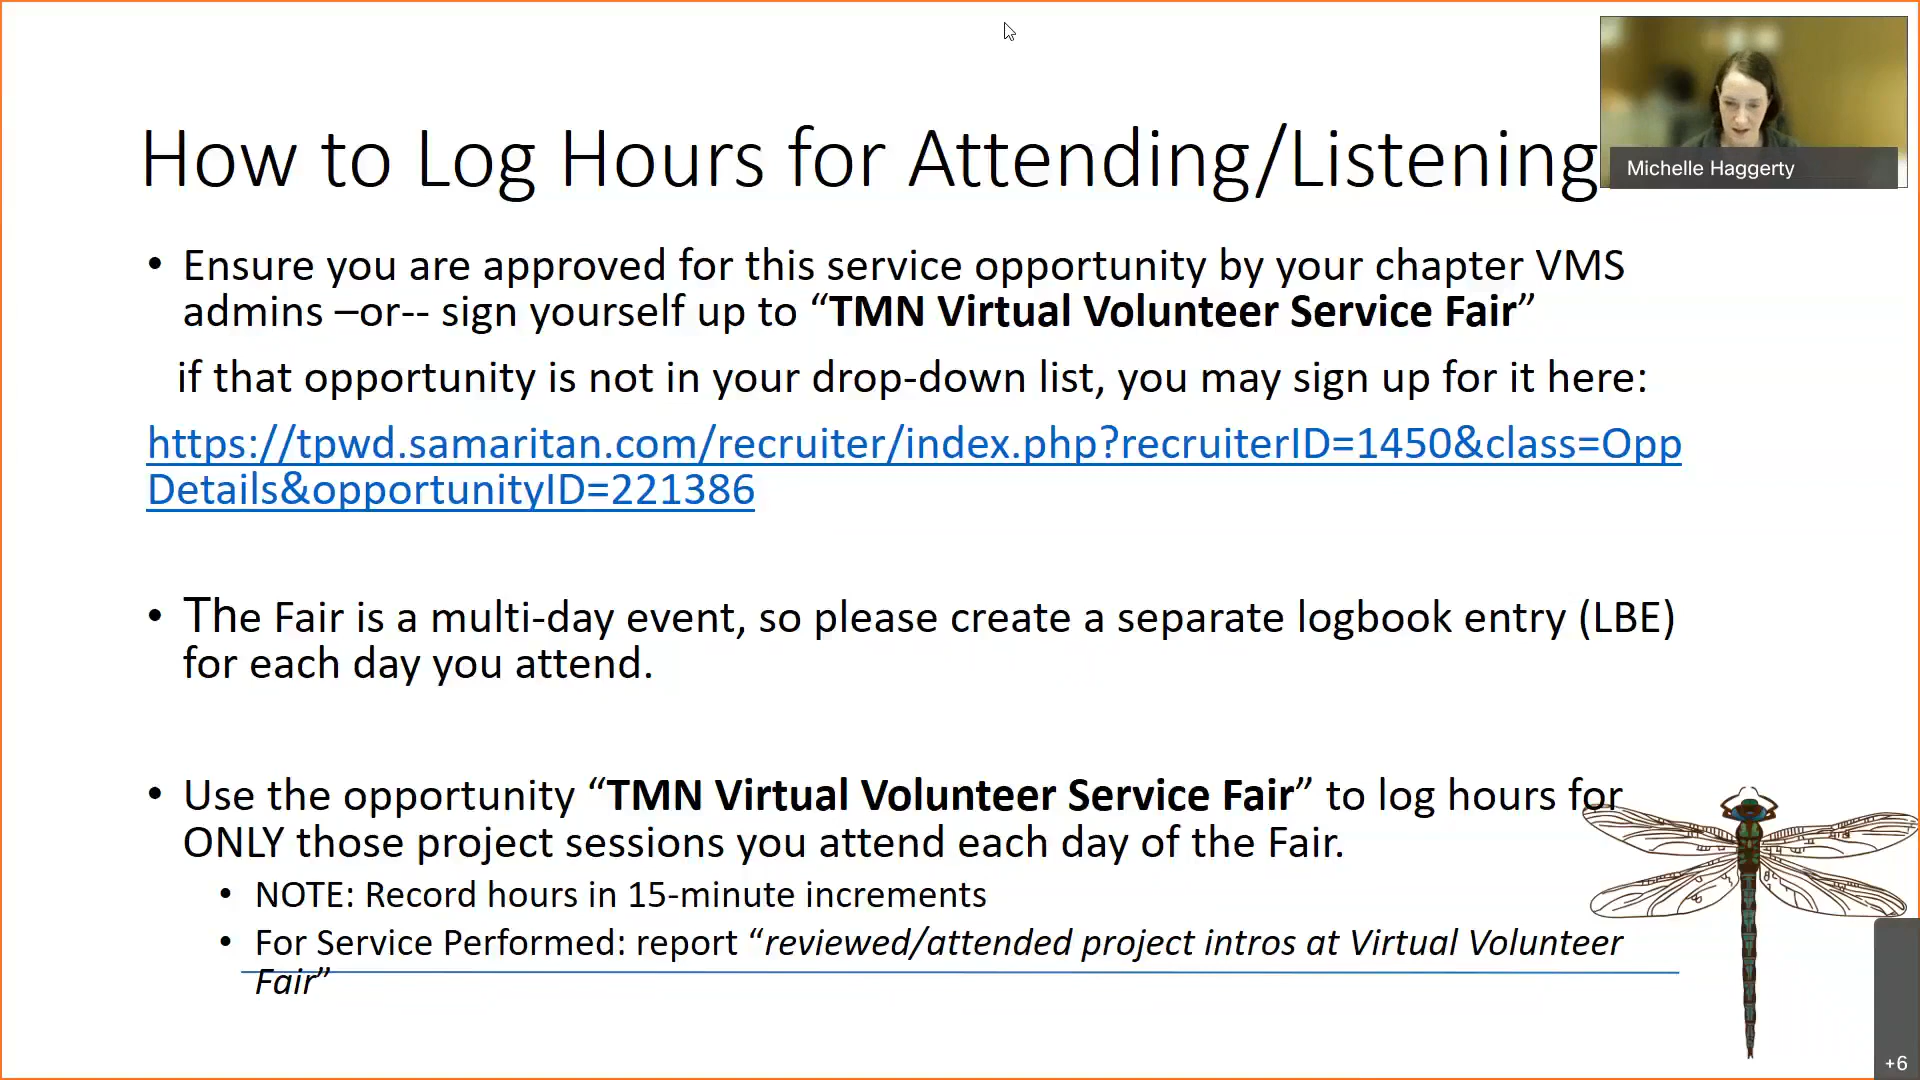 How to Log Hours for Attending/Listening
Michelle Haggerty
• Ensure you are approved for this service opportunity by your chapter VMS
admins –or-- sign yourself up to “TMN Virtual Volunteer Service Fair”
if that opportunity is not in your drop-down list, you may sign up for it here:
https://tpwd.samaritan.com/recruiter/index.php?recruiterID=1450&class=Opp
Details&opportunityID=221386
• The Fair is a multi-day event, so please create a separate logbook entry (LBE)
for each day you attend.
• Use the opportunity “TMN Virtual Volunteer Service Fair” to log hours for
ONLY those project sessions you attend each day of the Fair.
• NOTE: Record hours in 15-minute increments
• For Service Performed: report “reviewed/attended project intros at Virtual Volunteer
Fair”
+6